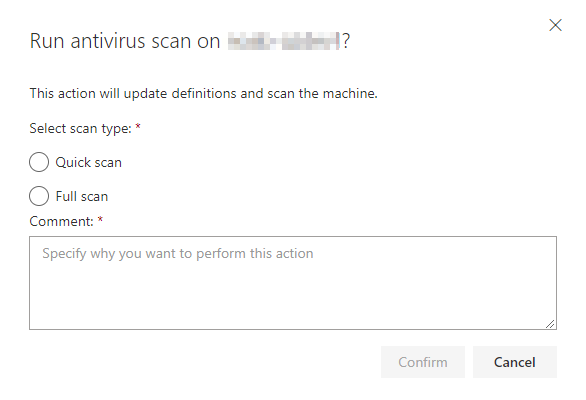 Run antivirus scan on ?
This action will update definitions and scan the machine.
Select scan type: *
Quick scan
Full scan
Comment: *
Specify why you want to perform this action
Confirm Cancel